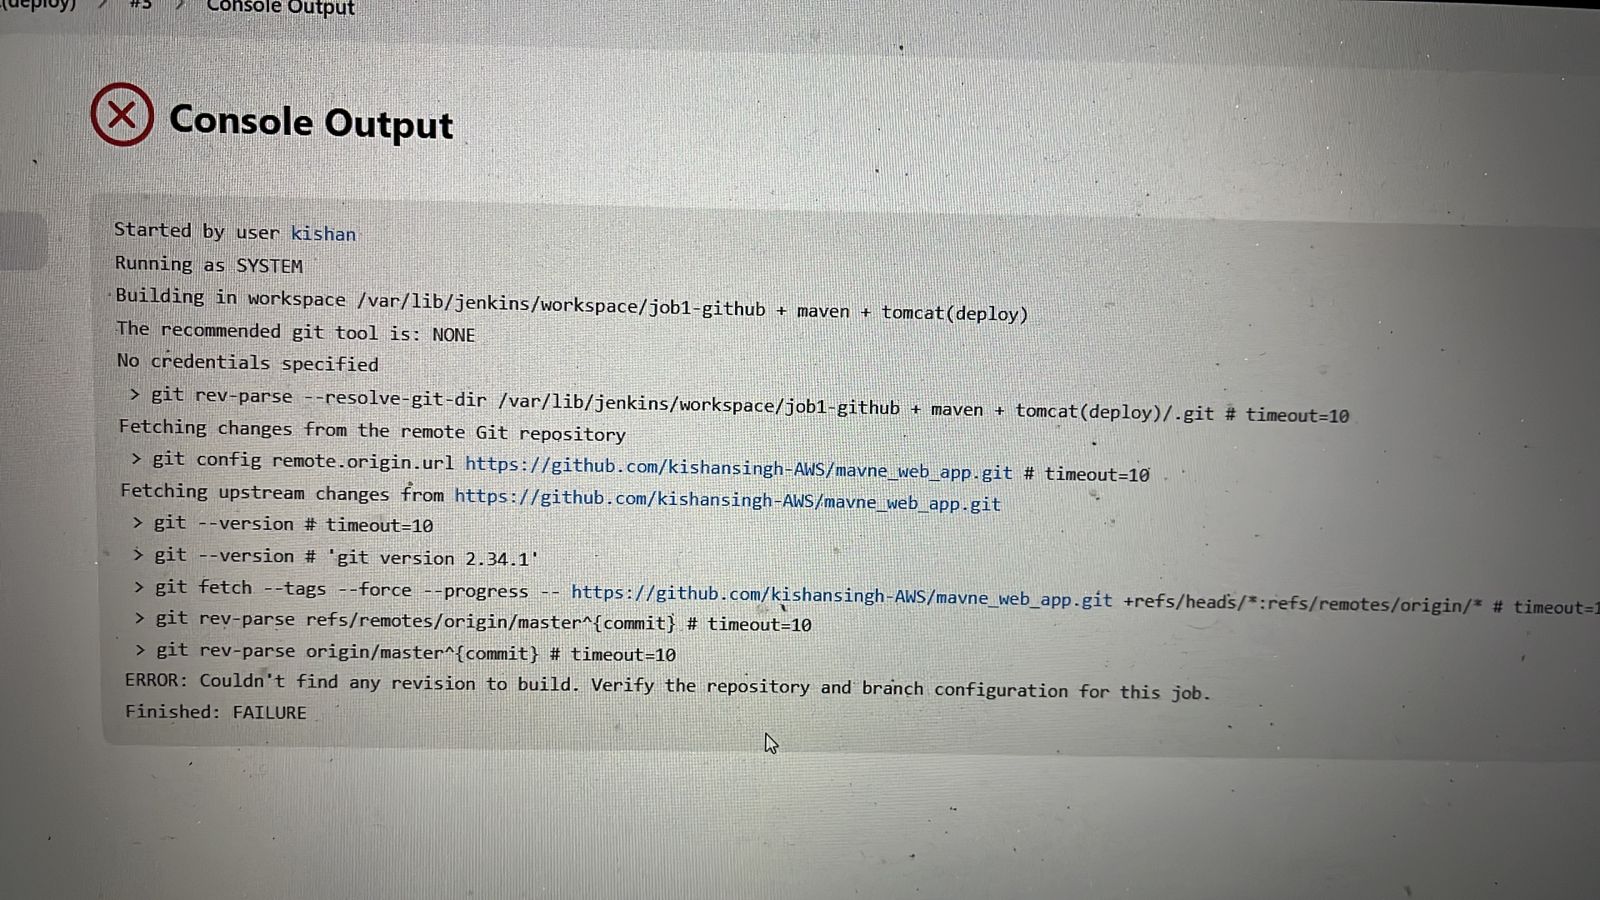 (deploy) > #3 > Console Output
Console Output
Started by user kishan
Running as SYSTEM
Building in workspace /var/lib/jenkins/workspace/job1-github + maven + tomcat(deploy)
The recommended git tool is: NONE
No credentials specified
> git rev-parse --resolve-git-dir /var/lib/jenkins/workspace/job1-github + maven + tomcat(deploy)/.git # timeout=10
Fetching changes from the remote Git repository
> git config remote.origin.url https://github.com/kishansingh-AWS/mavne_web_app.git # timeout=10
Fetching upstream changes from https://github.com/kishansingh-AWS/mavne_web_app.git
> git --version # timeout=10
> git --version # 'git version 2.34.1'
> git fetch --tags --force --progress -- https://github.com/kishansingh-AWS/mavne_web_app.git +refs/heads/*:refs/remotes/origin/* # timeout=1
> git rev-parse refs/remotes/origin/master^{commit} # timeout=10
> git rev-parse origin/master^{commit} # timeout=10
ERROR: Couldn't find any revision to build. Verify the repository and branch configuration for this job.
Finished: FAILURE